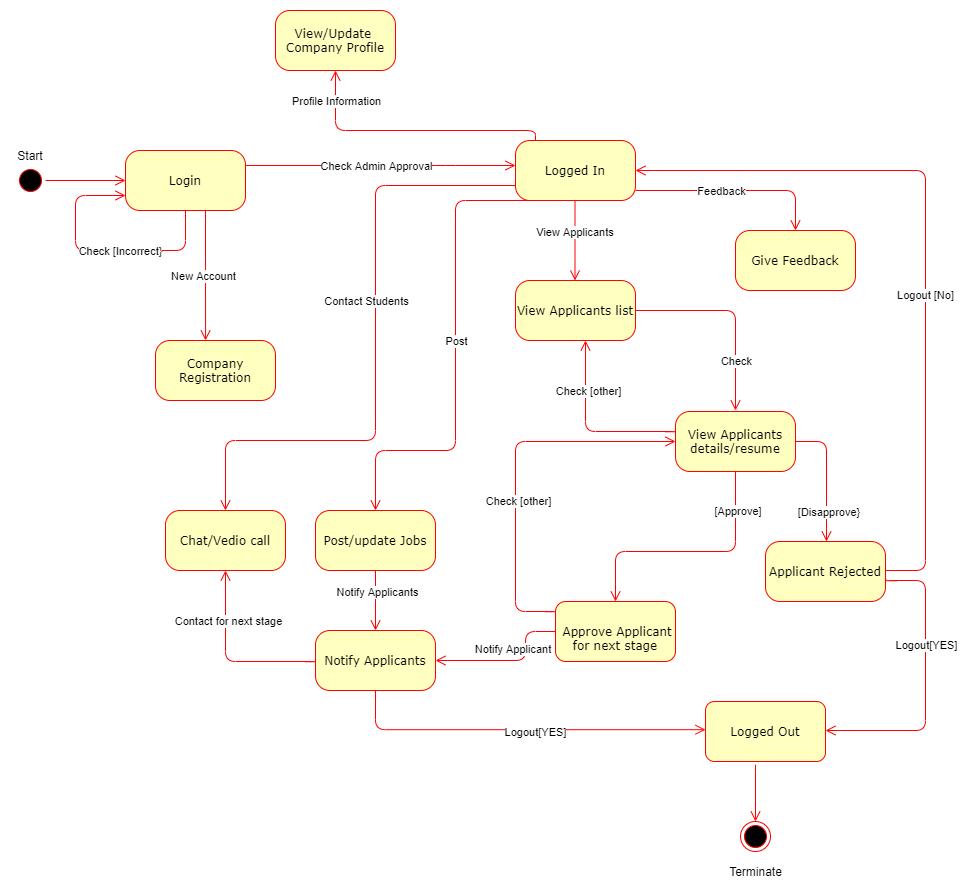 View/Update
Company Profile
Profile Information
Start
Login
Check Admin Approval
Logged In
Feedback
Check [Incorrect}
New Account
View Applicants
Give Feedback
Contact Students
View Applicants list
Logout [No]
Post
Check
Company
Registration
Check [other]
View Applicants
details/resume
Check [other]
[Approve]
[Disapprove}
Chat/Vedio call
Post/update Jobs
Applicant Rejected
Notify Applicants
Contact for next stage
Approve Applicant
for next stage
Notify Applicant
Logout[YES]
Notify Applicants
Logout[YES]
Logged Out
Terminate